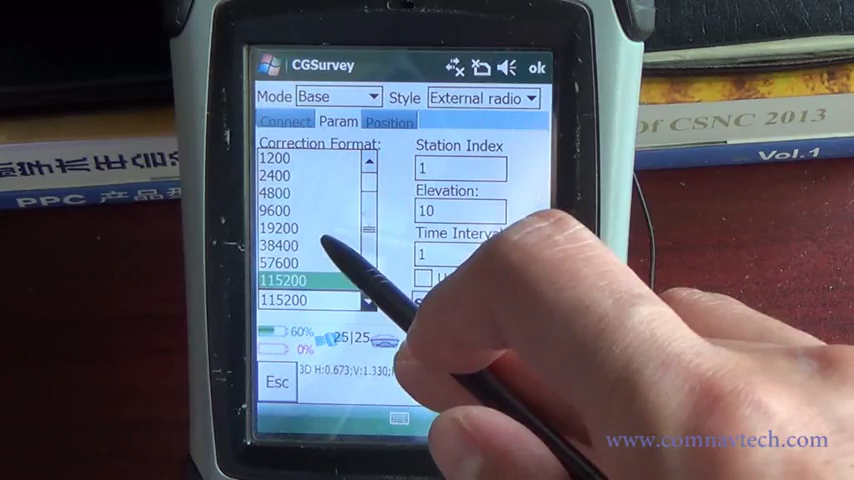 CGSurvey
ok
Mode Base Style External radio
Connect Param Position
Correction Format:
1200
2400
4800
9600
19200
38400
57600
115200
115200
Station Index
1
Elevation:
10
Time Interva
1
60%
0%
25|25
3D H:0.673;V:1.330;
Esc
Of CSNC 2013
Vol.1
PPC 产品
www.comnavtech.com